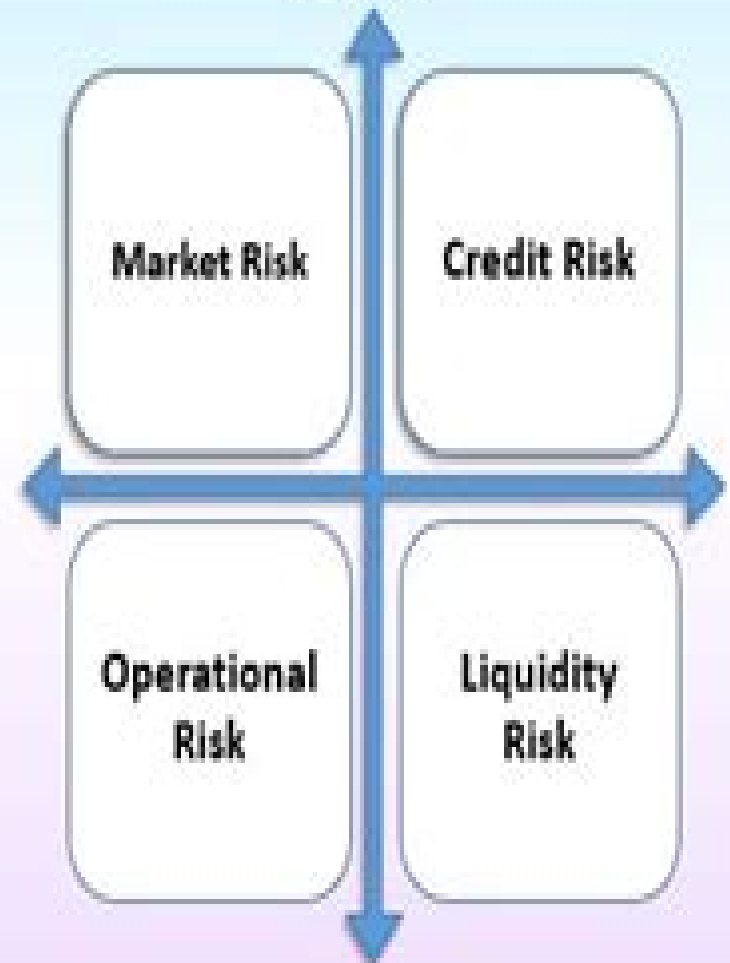 Market Risk
Credit Risk
Operational
Risk
Liquidity
Risk